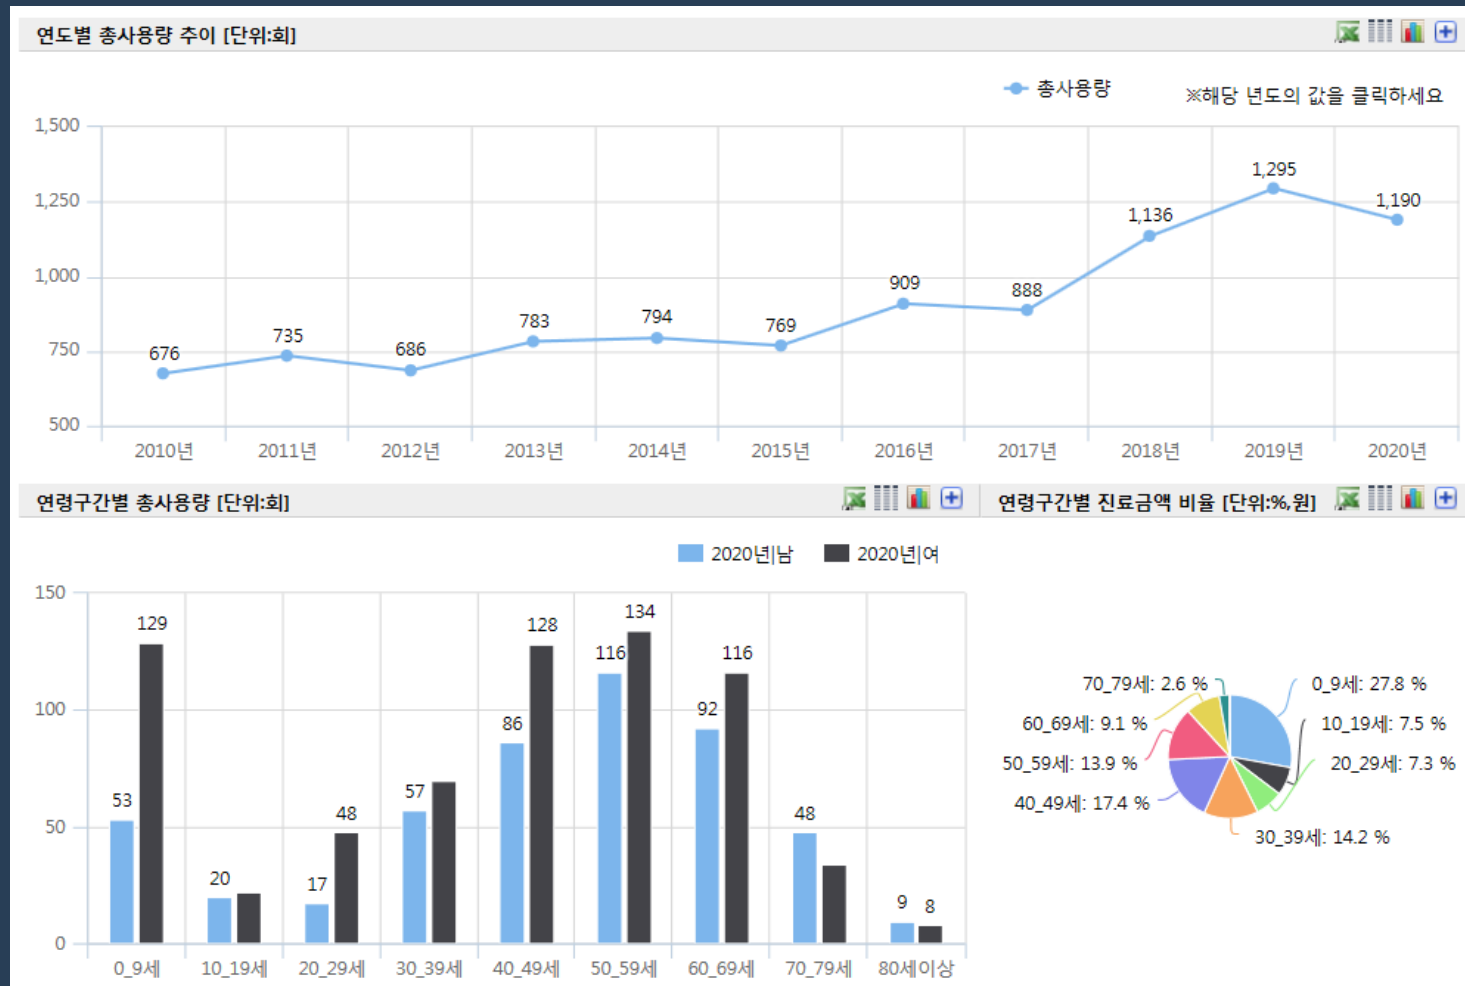 연도별 총사용량 추이 [단위:회]
총사용량
※해당 년도의 값을 클릭하세요
1,500
1,250
1,000
750
500
676
735
686
783
794
769
909
888
1,136
1,295
1,190
2010년 2011년 2012년 2013년 2014년 2015년 2016년 2017년 2018년 2019년 2020년
연령구간별 총사용량 [단위:회]
2020년|남 2020년|여
150
100
50
0
53
129
20
17
48
57
86
128
116
134
92
116
48
9
8
0_9세 10_19세 20_29세 30_39세 40_49세 50_59세 60_69세 70_79세 80세이상
연령구간별 진료금액 비율 [단위:%,원]
70_79세: 2.6 %
0_9세: 27.8 %
60_69세: 9.1 %
10_19세: 7.5 %
50_59세: 13.9 %
20_29세: 7.3 %
40_49세: 17.4 %
30_39세: 14.2 %